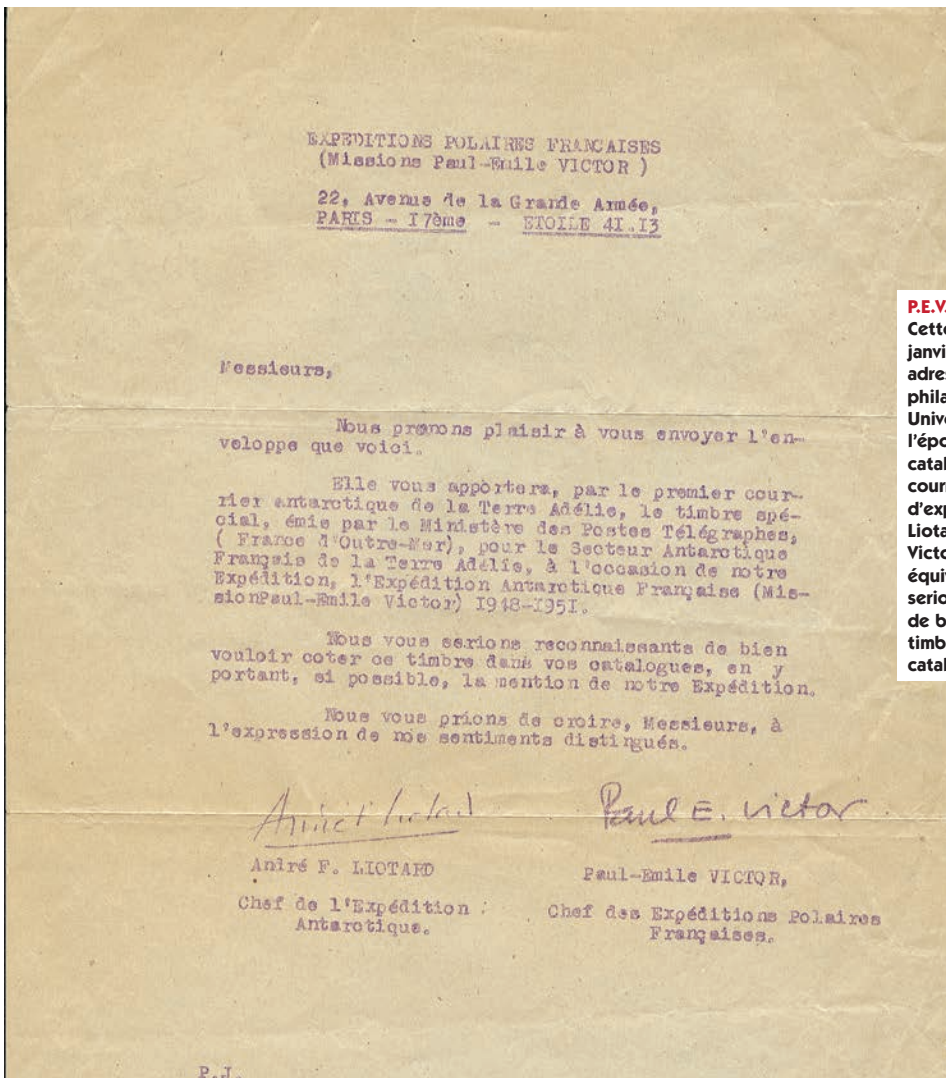 EXPEDITIONS POLAIRES FRANCAISES
(Missions Paul-Emile VICTOR )
22, Avenue de la Grande Armée,
PARIS - I7ème - ETOILE 4I.I3
Messieurs,
Nous prenons plaisir à vous envoyer l'en-
veloppe que voici.
Elle vous apportera, par le premier cour-
rier antarctique de la Terre Adélie, le timbre spé-
cial, émis par le Ministère des Postes Télégraphes,
( France d'Outre-Mer), pour le Secteur Antarctique
Français de la Terre Adélie, à l'occasion de notre
Expédition, l'Expédition Antarctique Française (Mis-
sionPaul-Emile Victor) I948-I95I.
Nous vous serions reconnaissants de bien
vouloir coter ce timbre dans vos catalogues, en y
portant, si possible, la mention de notre Expédition.
Nous vous prions de croire, Messieurs, à
l'expression de nos sentiments distingués.
Paul E. Victor
André F. LIOTARD
Paul-Emile VICTOR,
Chef de l'Expédition
Antarctique.
Chef des Expéditions Polaires
Françaises.
P.J.
P.E.V.
Cette
janvi
adres
phila
Unive
l'épo
catal
cour
d'exp
Liota
Victo
équi
serio
de b
timb
catal